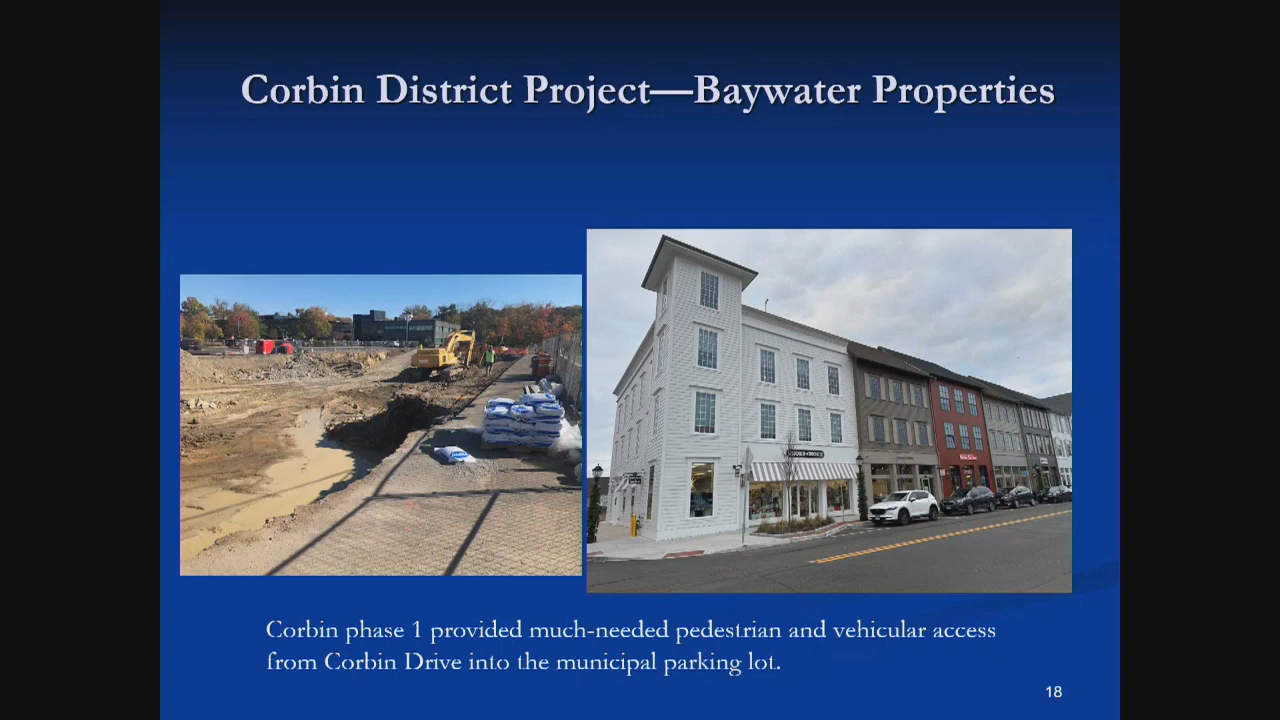 Corbin District Project—Baywater Properties
Corbin phase 1 provided much-needed pedestrian and vehicular access
from Corbin Drive into the municipal parking lot.
18